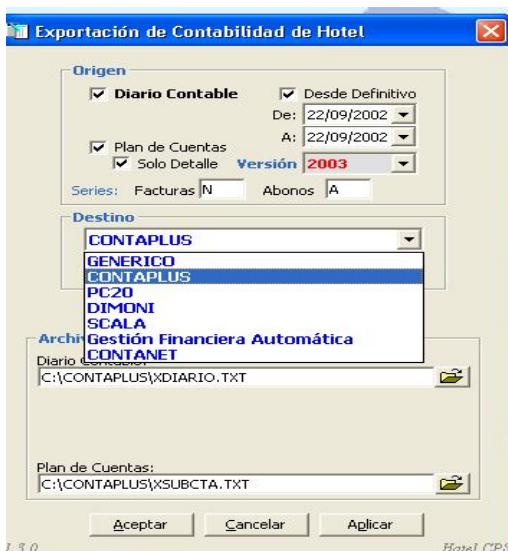 Exportación de Contabilidad de Hotel
Origen
Diario Contable Desde Definitivo
De: 22/09/2002
A: 22/09/2002
Plan de Cuentas
Solo Detalle Versión 2003
Series: Facturas N Abonos A
Destino
CONTAPLUS
GENERICO
CONTAPLUS
PC20
DIMONI
SCALA
Gestión Financiera Automática
CONTANET
Diario
C:\CONTAPLUS\XDIARIO.TXT
Plan de Cuentas:
C:\CONTAPLUS\XSUBCTA.TXT
Aceptar Cancelar Aplicar
Hotel